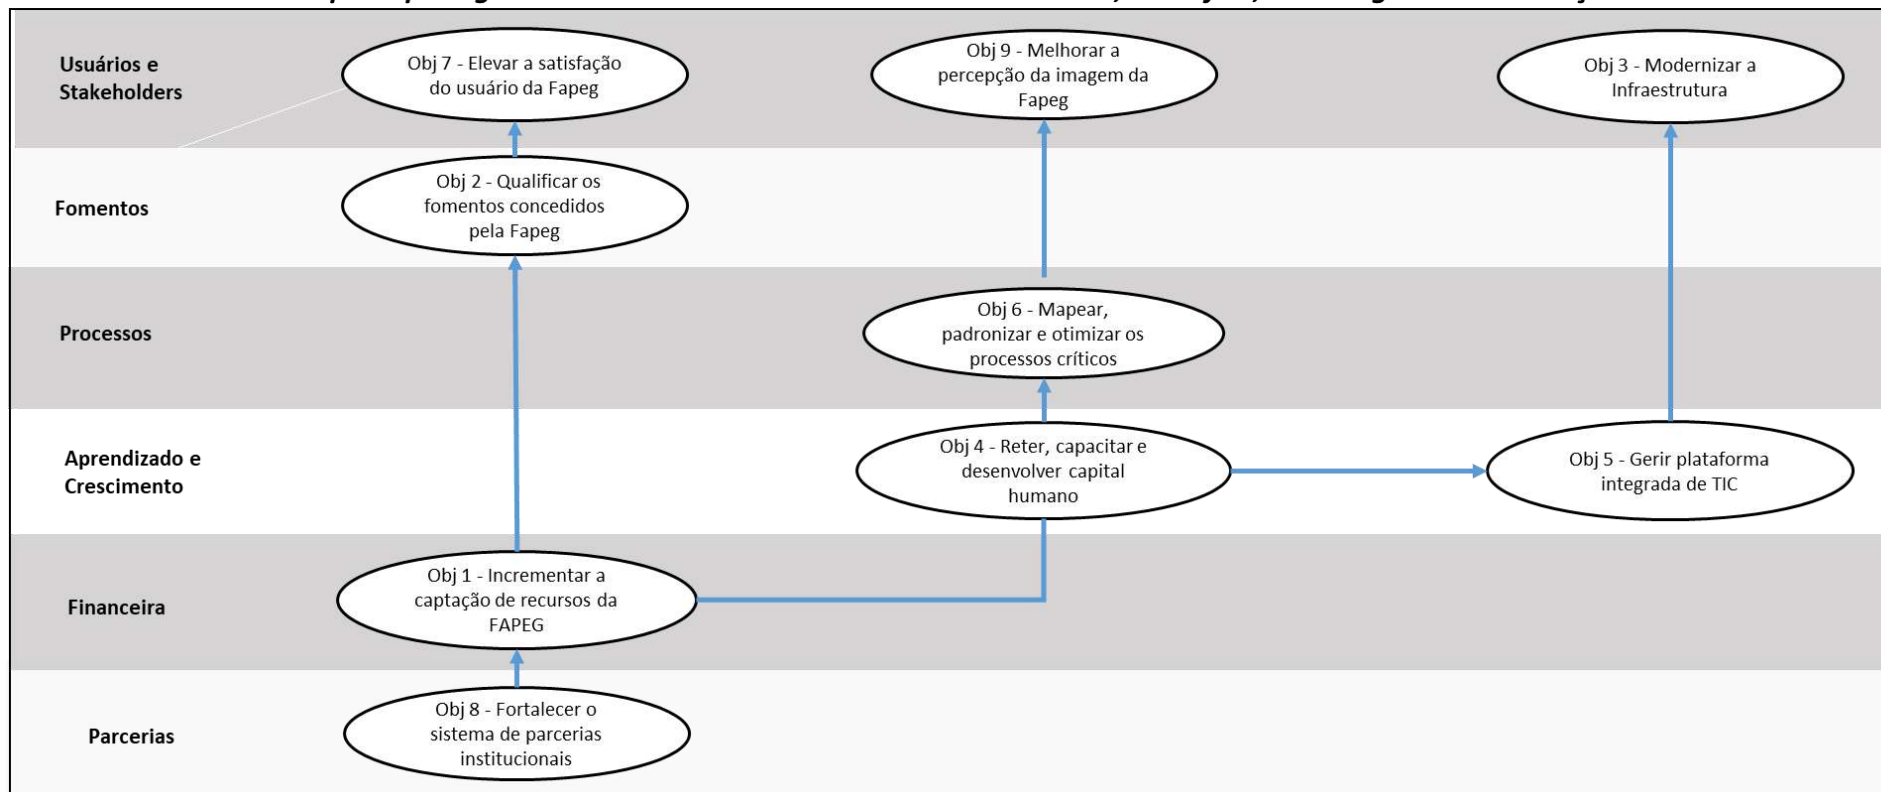 Usuários e
Stakeholders
Obj 7 - Elevar a satisfação
do usuário da Fapeg
Obj 9 - Melhorar a
percepção da imagem da
Fapeg
Obj 3 - Modernizar a
Infraestrutura
Fomentos
Obj 2 - Qualificar os
fomentos concedidos
pela Fapeg
Processos
Obj 6 - Mapear,
padronizar e otimizar os
processos críticos
Aprendizado e
Crescimento
Obj 4 - Reter, capacitar e
desenvolver capital
humano
Obj 5 - Gerir plataforma
integrada de TIC
Financeira
Obj 1 - Incrementar a
captação de recursos da
FAPEG
Parcerias
Obj 8 - Fortalecer o
sistema de parcerias
institucionais